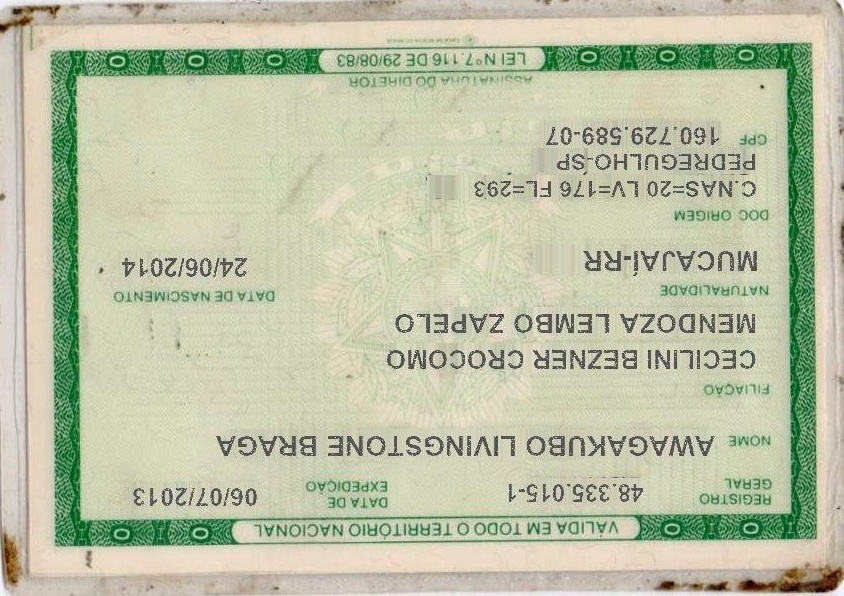 VÁLIDA EM TODO O TERRITÓRIO NACIONAL
REGISTRO GERAL 48.335.015-1 DATA DE EXPEDIÇÃO 06/07/2013
NOME AWAGAKUBO LIVINGSTONE BRAGA
FILIAÇÃO
CECILINI BEZNER CROCOMO
MENDOZA LEMBO ZAPELO
NATURALIDADE DATA DE NASCIMENTO
MUCAJAÍ-RR 24/06/2014
DOC ORIGEM
C.NAS=20 LV=176 FL=293
PEDREGULHO-SP
CPF 160.729.589-07
ASSINATURA DO DIRETOR
LEI Nº 7.116 DE 29/08/83